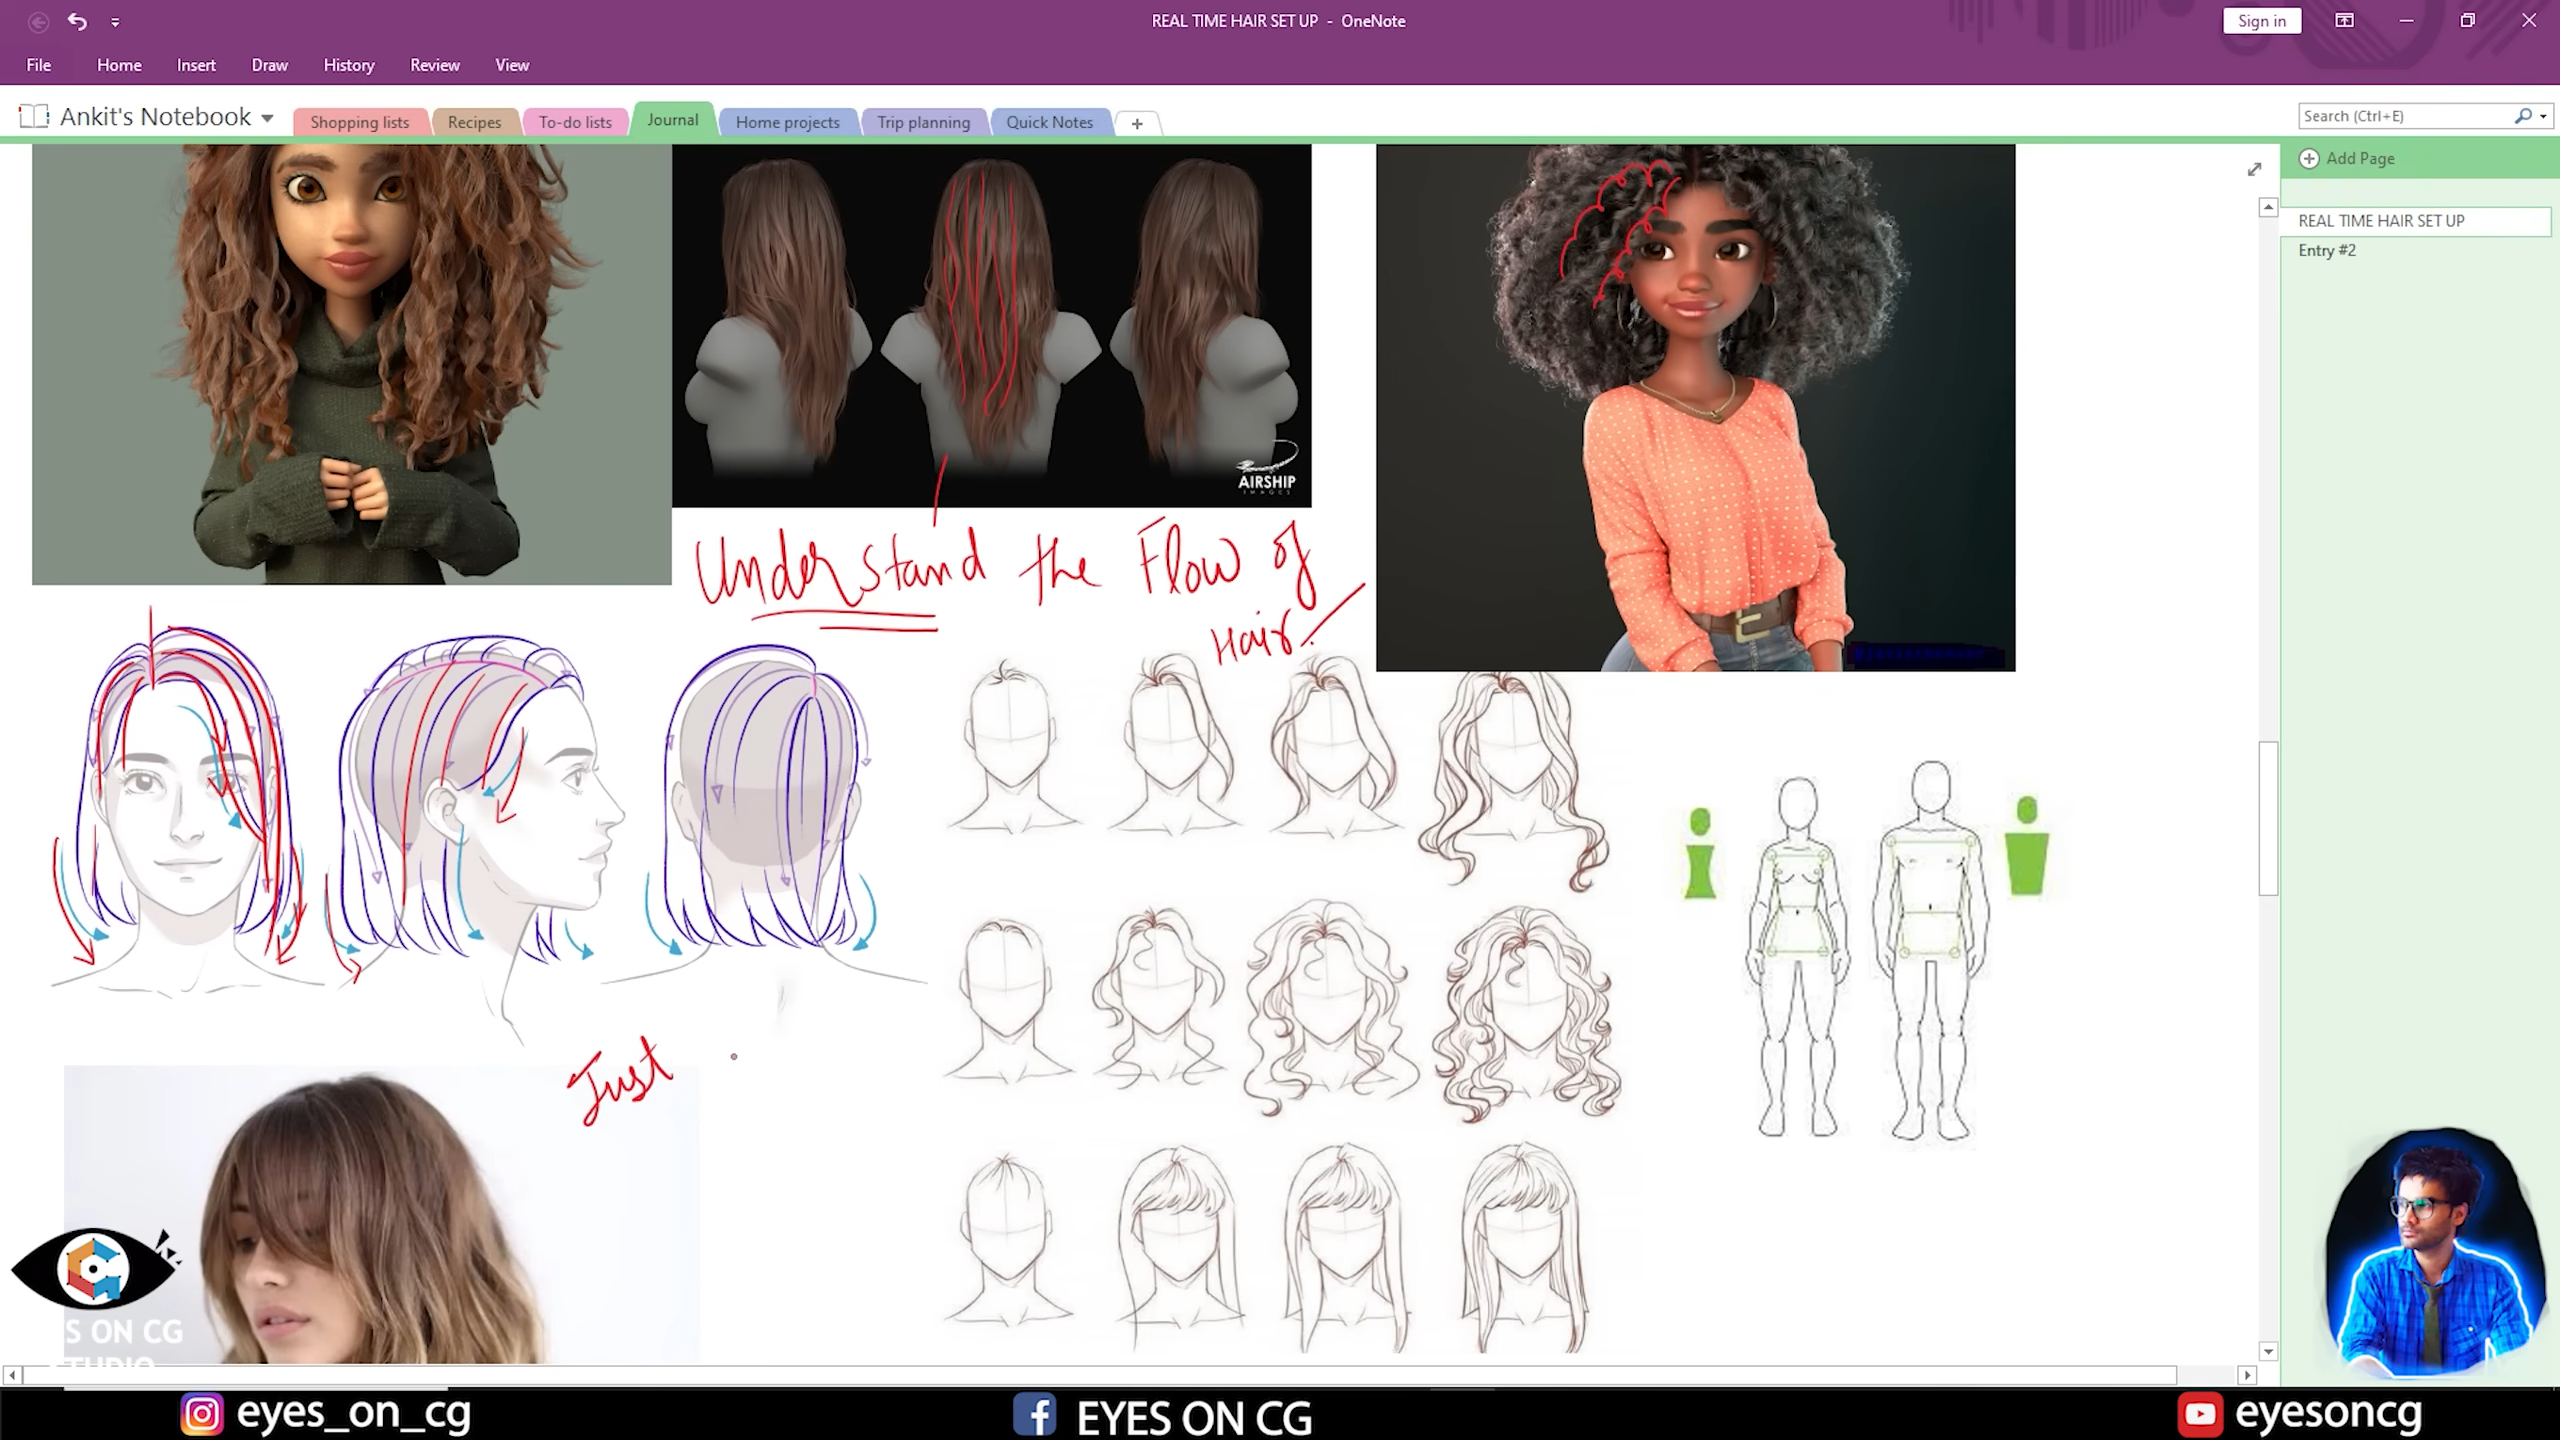 REAL TIME HAIR SET UP - OneNote
Sign in
File Home Insert Draw History Review View
Ankit's Notebook
Shopping lists Recipes To-do lists Journal Home projects Trip planning Quick Notes +
Search (Ctrl+E)
Add Page
REAL TIME HAIR SET UP
Entry #2
AIRSHIP
IMAGES
Understand the Flow of
Hair.
Just
S ON CG
STUDIO
eyes_on_cg
EYES ON CG
eyesoncg